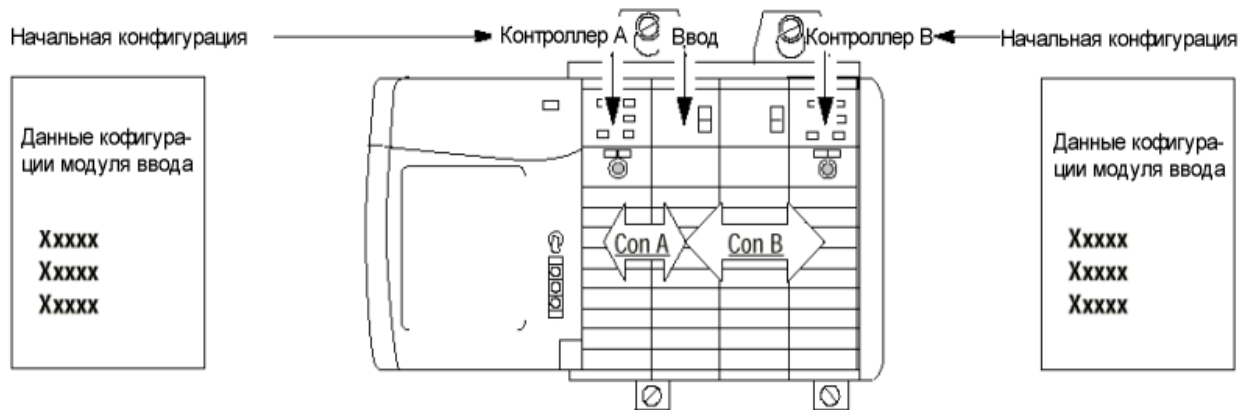 Начальная конфигурация
Контроллер А
Ввод
Контроллер В
Начальная конфигурация
Данные кофигура-
ции модуля ввода
Xxxxx
Xxxxx
Xxxxx
Con A
Con B
Данные кофигура-
ции модуля ввода
Xxxxx
Xxxxx
Xxxxx